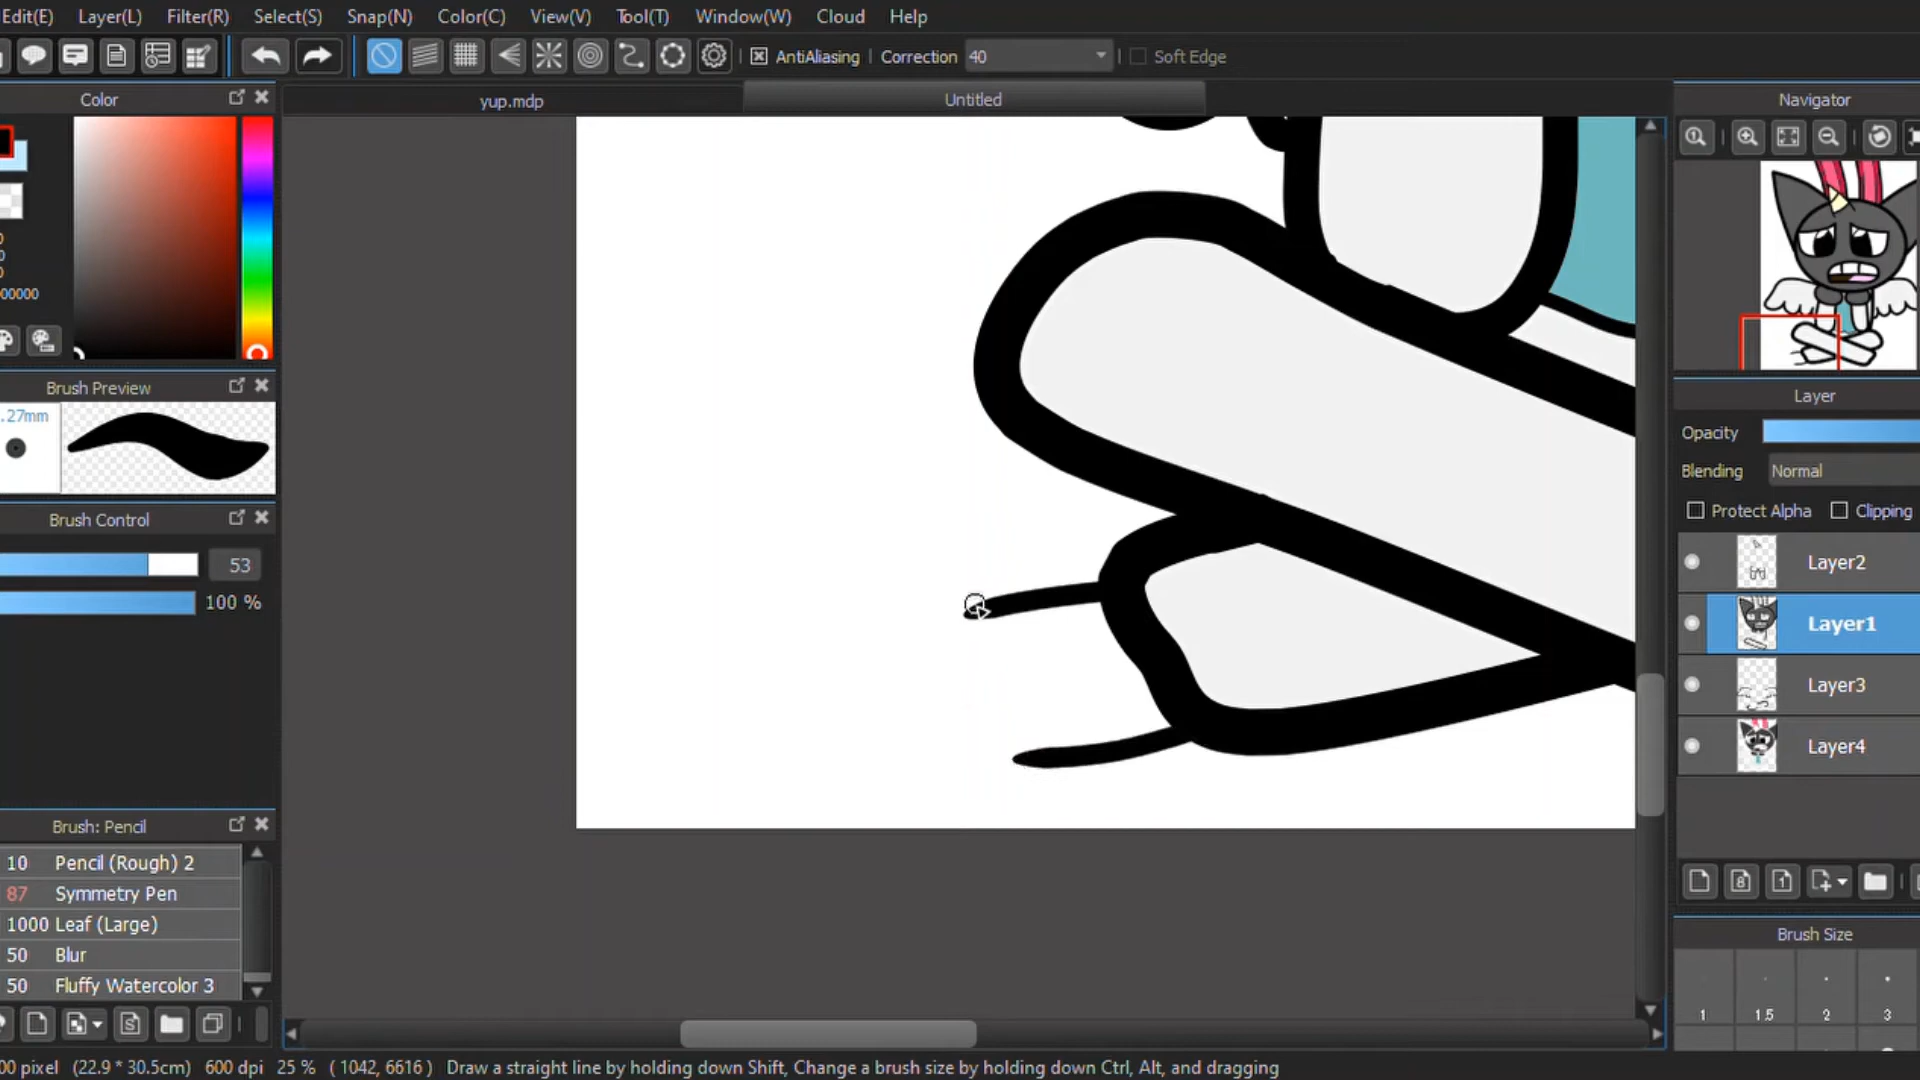 Edit(E) Layer(L) Filter(R) Select(S) Snap(N) Color(C) View(V) Tool(T) Window(W) Cloud Help
AntiAliasing Correction 40 Soft Edge
Color
yup.mdp Untitled
Navigator
00000
Brush Preview
.27mm
Layer
Opacity
Blending Normal
Protect Alpha Clipping
Brush Control
53
100 %
Layer2
Layer1
Layer3
Layer4
Brush: Pencil
10 Pencil (Rough) 2
87 Symmetry Pen
1000 Leaf (Large)
50 Blur
50 Fluffy Watercolor 3
Brush Size
1 1.5 2 3
00 pixel (22.9 * 30.5cm) 600 dpi 25 % ( 1042, 6616 ) Draw a straight line by holding down Shift, Change a brush size by holding down Ctrl, Alt, and dragging